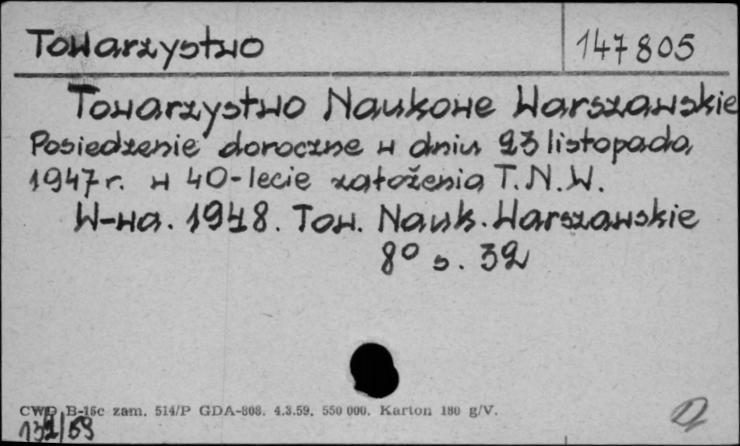 Towarzystwo 147805
Towarzystwo Naukowe Warszawskie
Posiedzenie doroczne w dniu 23 listopada
1947 r. w 40-lecie założenia T.N.W.
W-wa. 1948. Tow. Nauk. Warszawskie
8° s. 32
CWD B-16c zam. 514/P GDA-808. 4.3.59. 550 000. Karton 180 g/V.